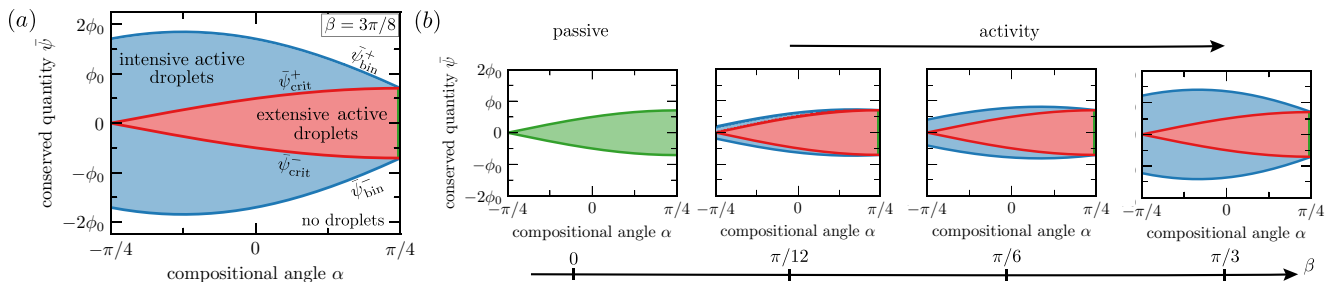 (a)
β = 3π/8
conserved quantity ψ̄
2ϕ₀
ϕ₀
0
−ϕ₀
−2ϕ₀
intensive active
droplets
ψ̄⁺bin
ψ̄⁺crit
extensive active
droplets
ψ̄⁻crit
ψ̄⁻bin
no droplets
−π/4
0
π/4
compositional angle α
(b)
passive
activity
conserved quantity ψ̄
2ϕ₀
ϕ₀
0
−ϕ₀
−2ϕ₀
−π/4 0 π/4
compositional angle α
−π/4 0 π/4
compositional angle α
−π/4 0 π/4
compositional angle α
0
−π/4 0 π/4
compositional angle α
0 π/12 π/6 π/3 β